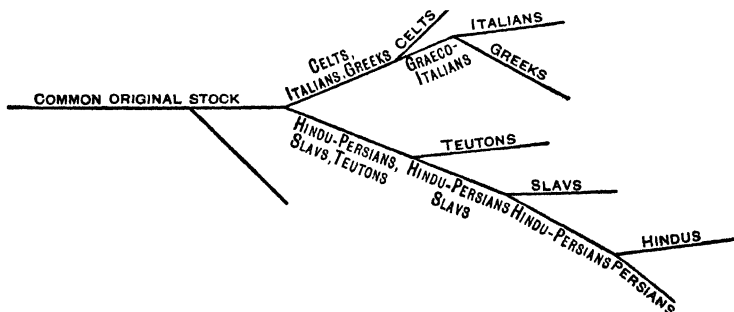 COMMON ORIGINAL STOCK
CELTS,
ITALIANS, GREEKS
CELTS
GRAECO-
ITALIANS
ITALIANS
GREEKS
HINDU-PERSIANS,
SLAVS, TEUTONS
TEUTONS
HINDU-PERSIANS
SLAVS
SLAVS
HINDU-PERSIANS
HINDUS
PERSIANS